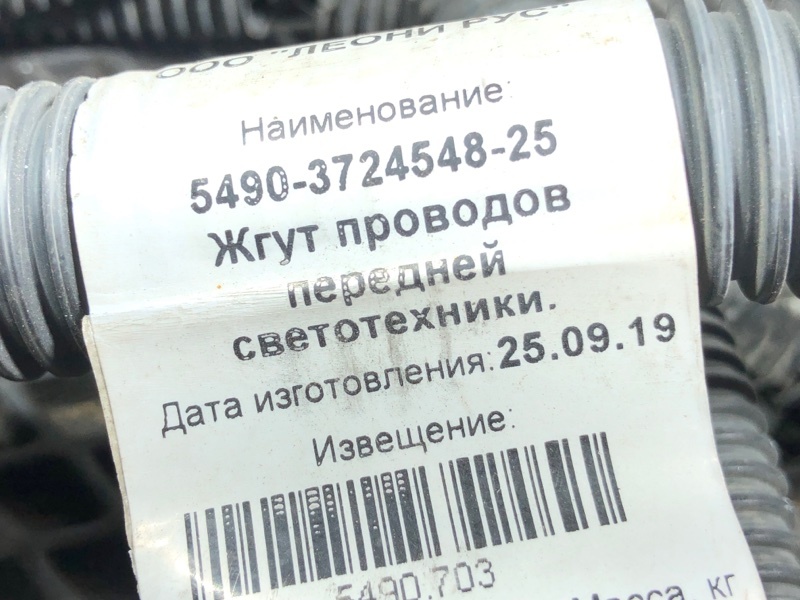 ООО "ЛЕОНИ РУС"
Наименование:
5490-3724548-25
Жгут проводов
передней
светотехники.
Дата изготовления: 25.09.19
Извещение:
5490.703
Масса, кг